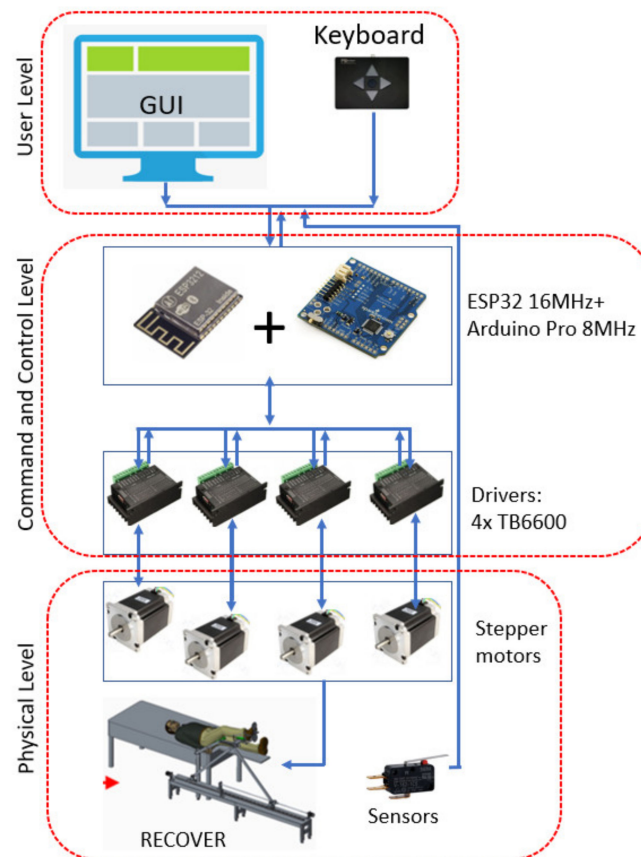 User Level
GUI
Keyboard
Command and Control Level
ESP3212
ESP32 16MHz+
Arduino Pro 8MHz
Drivers:
4x TB6600
Physical Level
Stepper
motors
RECOVER
Sensors